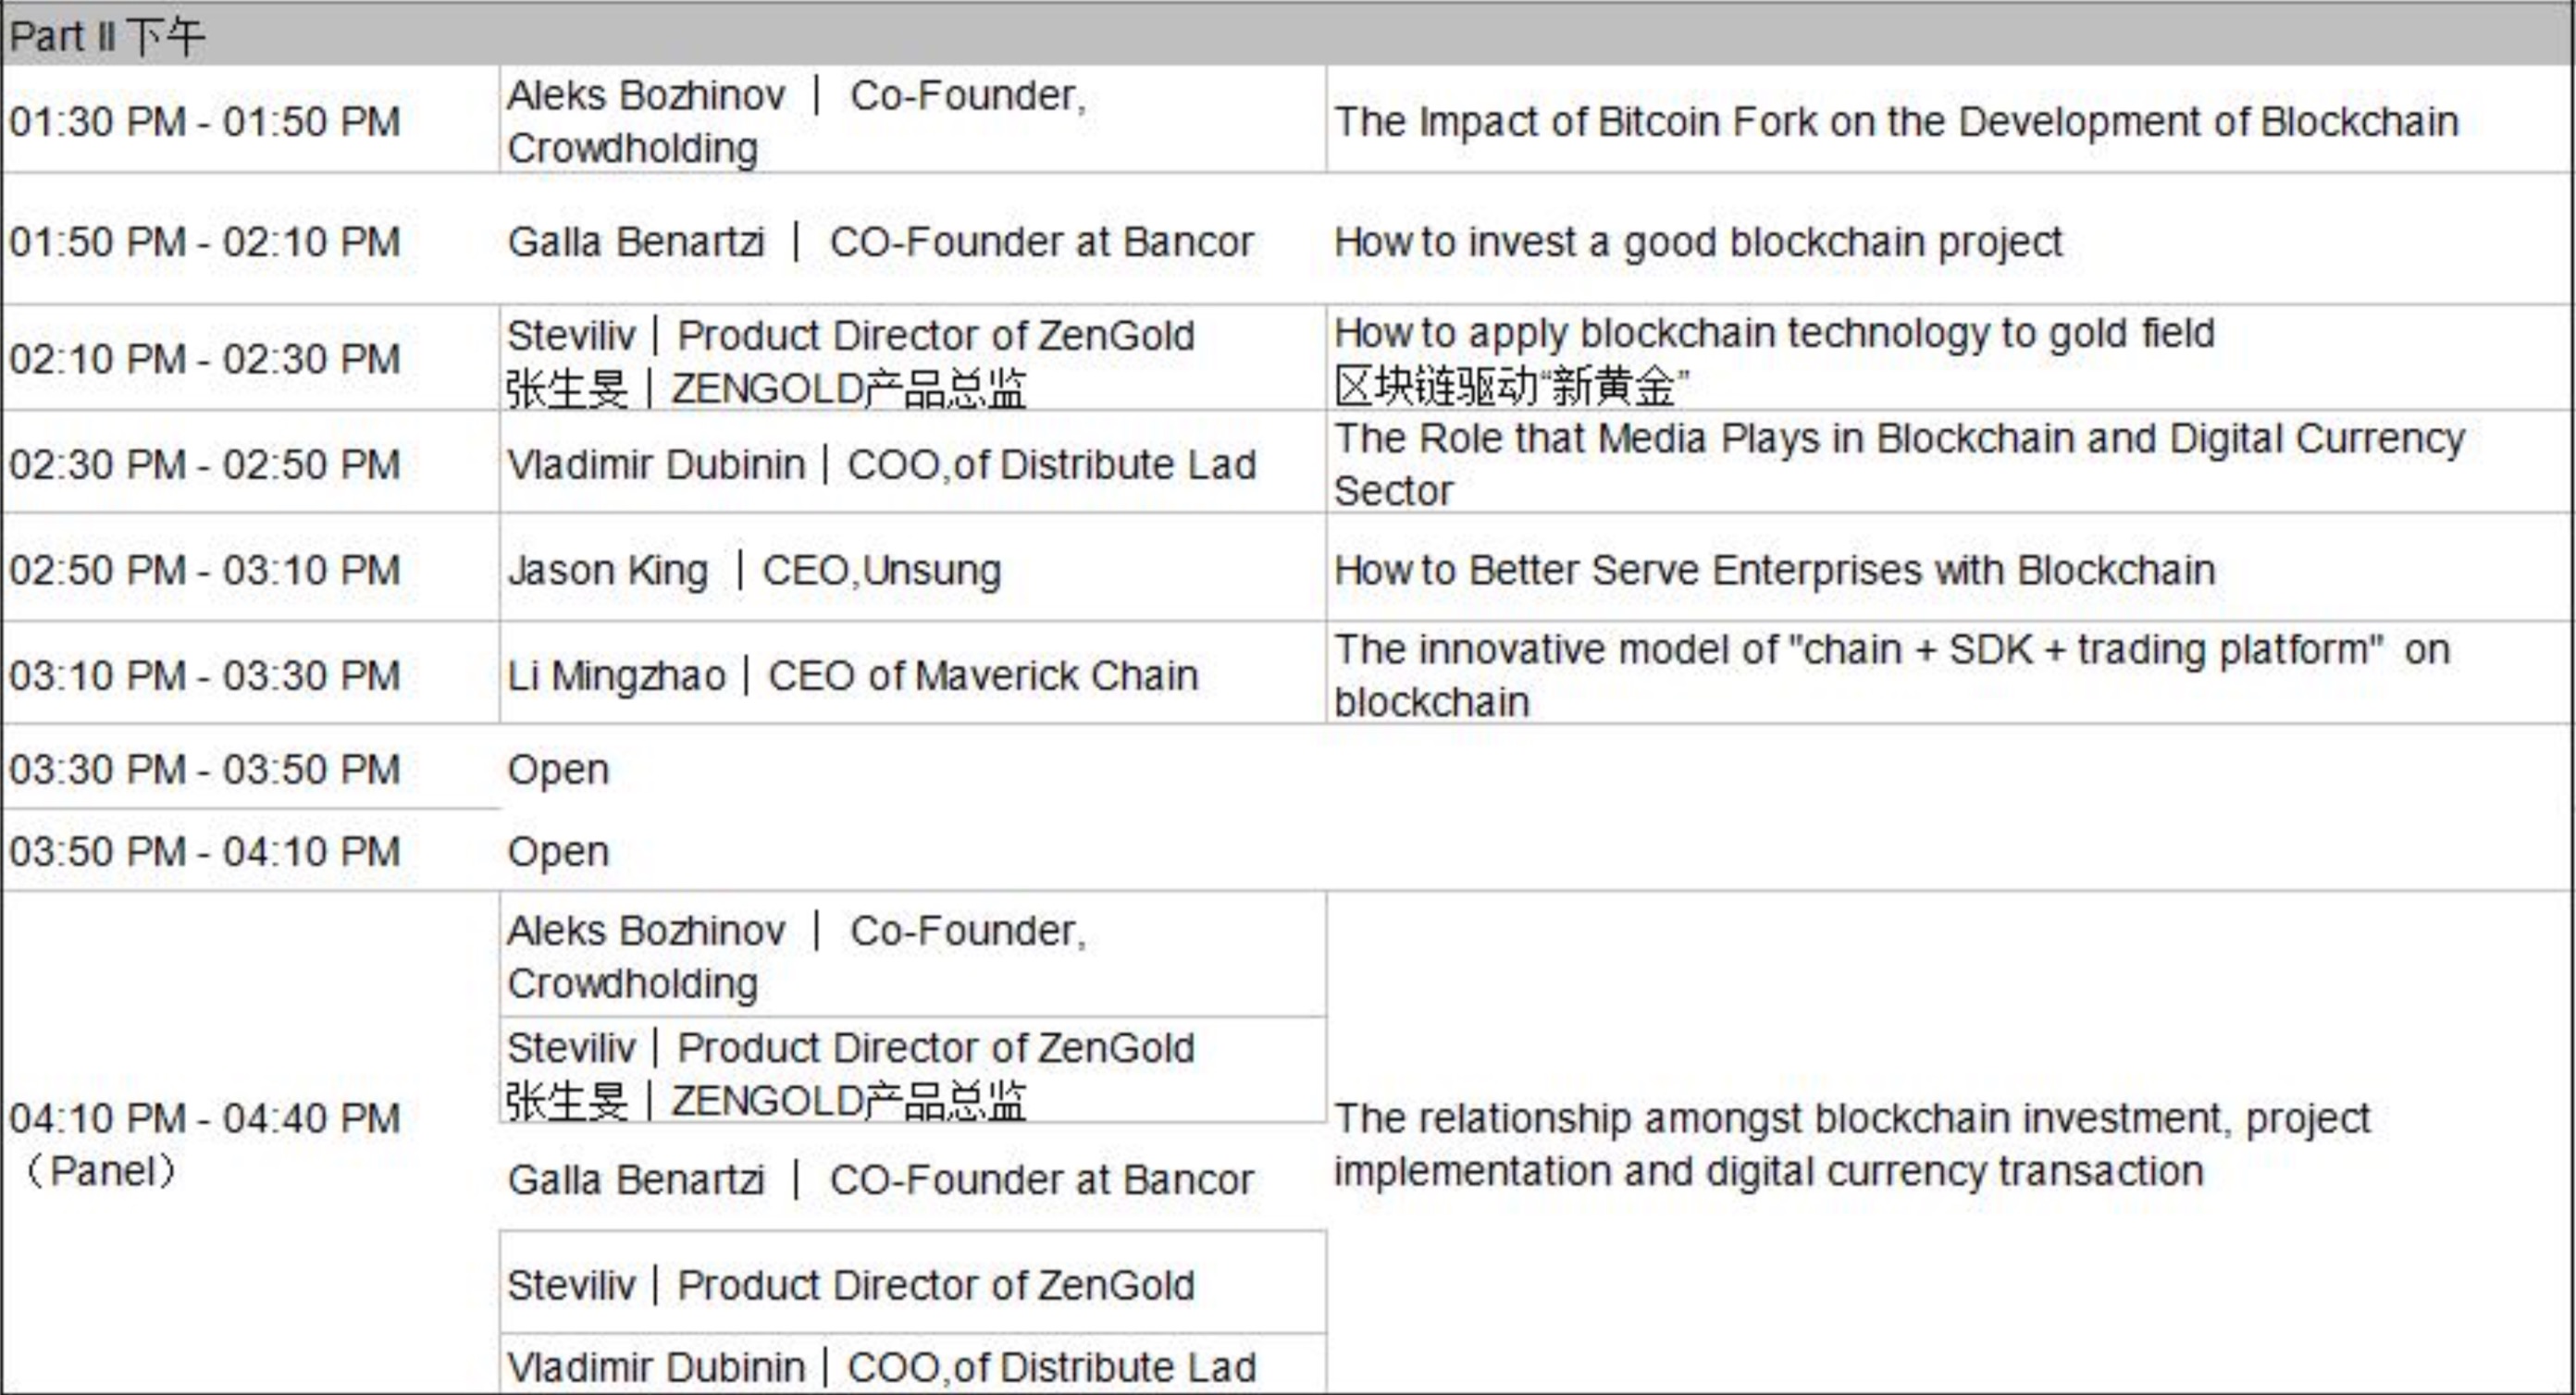 Part II 下午
01:30 PM - 01:50 PM
Aleks Bozhinov | Co-Founder,
Crowdholding
The Impact of Bitcoin Fork on the Development of Blockchain
01:50 PM - 02:10 PM
Galla Benartzi | CO-Founder at Bancor
How to invest a good blockchain project
02:10 PM - 02:30 PM
Steviliv | Product Director of ZenGold
张生旻 | ZENGOLD产品总监
How to apply blockchain technology to gold field
区块链驱动“新黄金”
02:30 PM - 02:50 PM
Vladimir Dubinin | COO,of Distribute Lad
The Role that Media Plays in Blockchain and Digital Currency
Sector
02:50 PM - 03:10 PM
Jason King | CEO,Unsung
How to Better Serve Enterprises with Blockchain
03:10 PM - 03:30 PM
Li Mingzhao | CEO of Maverick Chain
The innovative model of "chain + SDK + trading platform" on
blockchain
03:30 PM - 03:50 PM
Open
03:50 PM - 04:10 PM
Open
04:10 PM - 04:40 PM
（Panel）
Aleks Bozhinov | Co-Founder,
Crowdholding
Steviliv | Product Director of ZenGold
张生旻 | ZENGOLD产品总监
Galla Benartzi | CO-Founder at Bancor
Steviliv | Product Director of ZenGold
Vladimir Dubinin | COO,of Distribute Lad
The relationship amongst blockchain investment, project
implementation and digital currency transaction